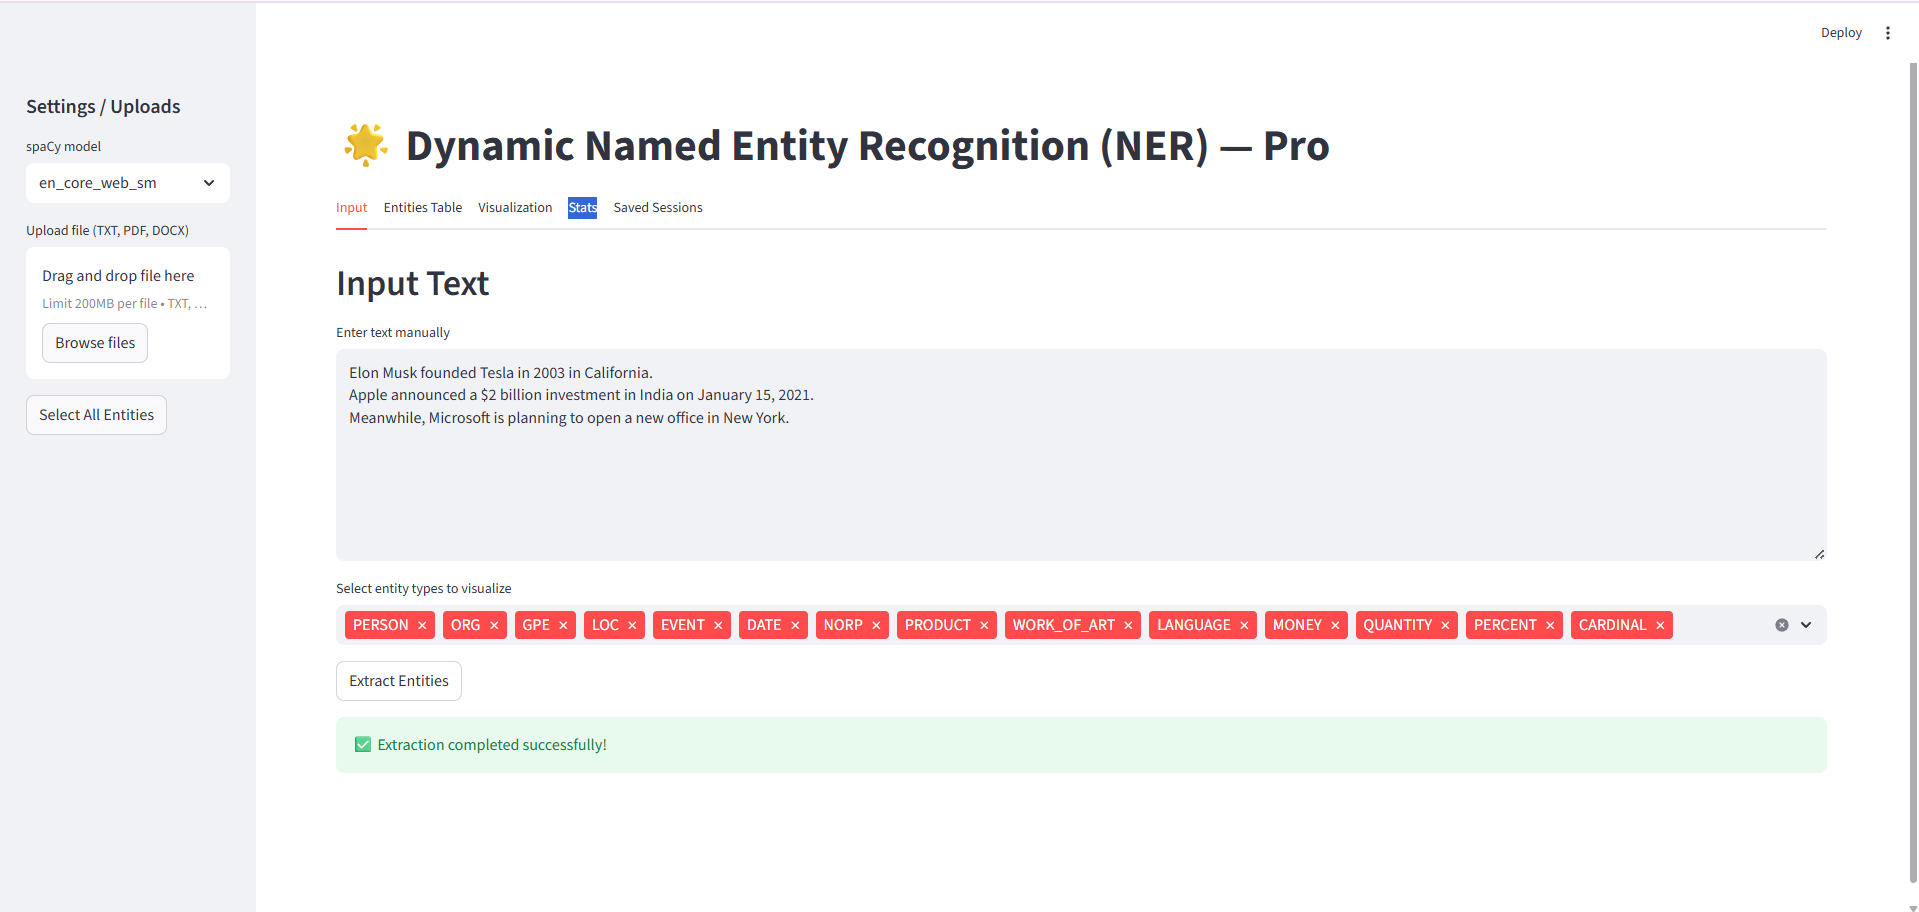 Deploy
Settings / Uploads
spaCy model
en_core_web_sm
Upload file (TXT, PDF, DOCX)
Drag and drop file here
Limit 200MB per file • TXT, …
Browse files
Select All Entities
Dynamic Named Entity Recognition (NER) — Pro
Input Entities Table Visualization Stats Saved Sessions
Input Text
Enter text manually
Elon Musk founded Tesla in 2003 in California.
Apple announced a $2 billion investment in India on January 15, 2021.
Meanwhile, Microsoft is planning to open a new office in New York.
Select entity types to visualize
PERSON ORG GPE LOC EVENT DATE NORP PRODUCT WORK_OF_ART LANGUAGE MONEY QUANTITY PERCENT CARDINAL
Extract Entities
Extraction completed successfully!